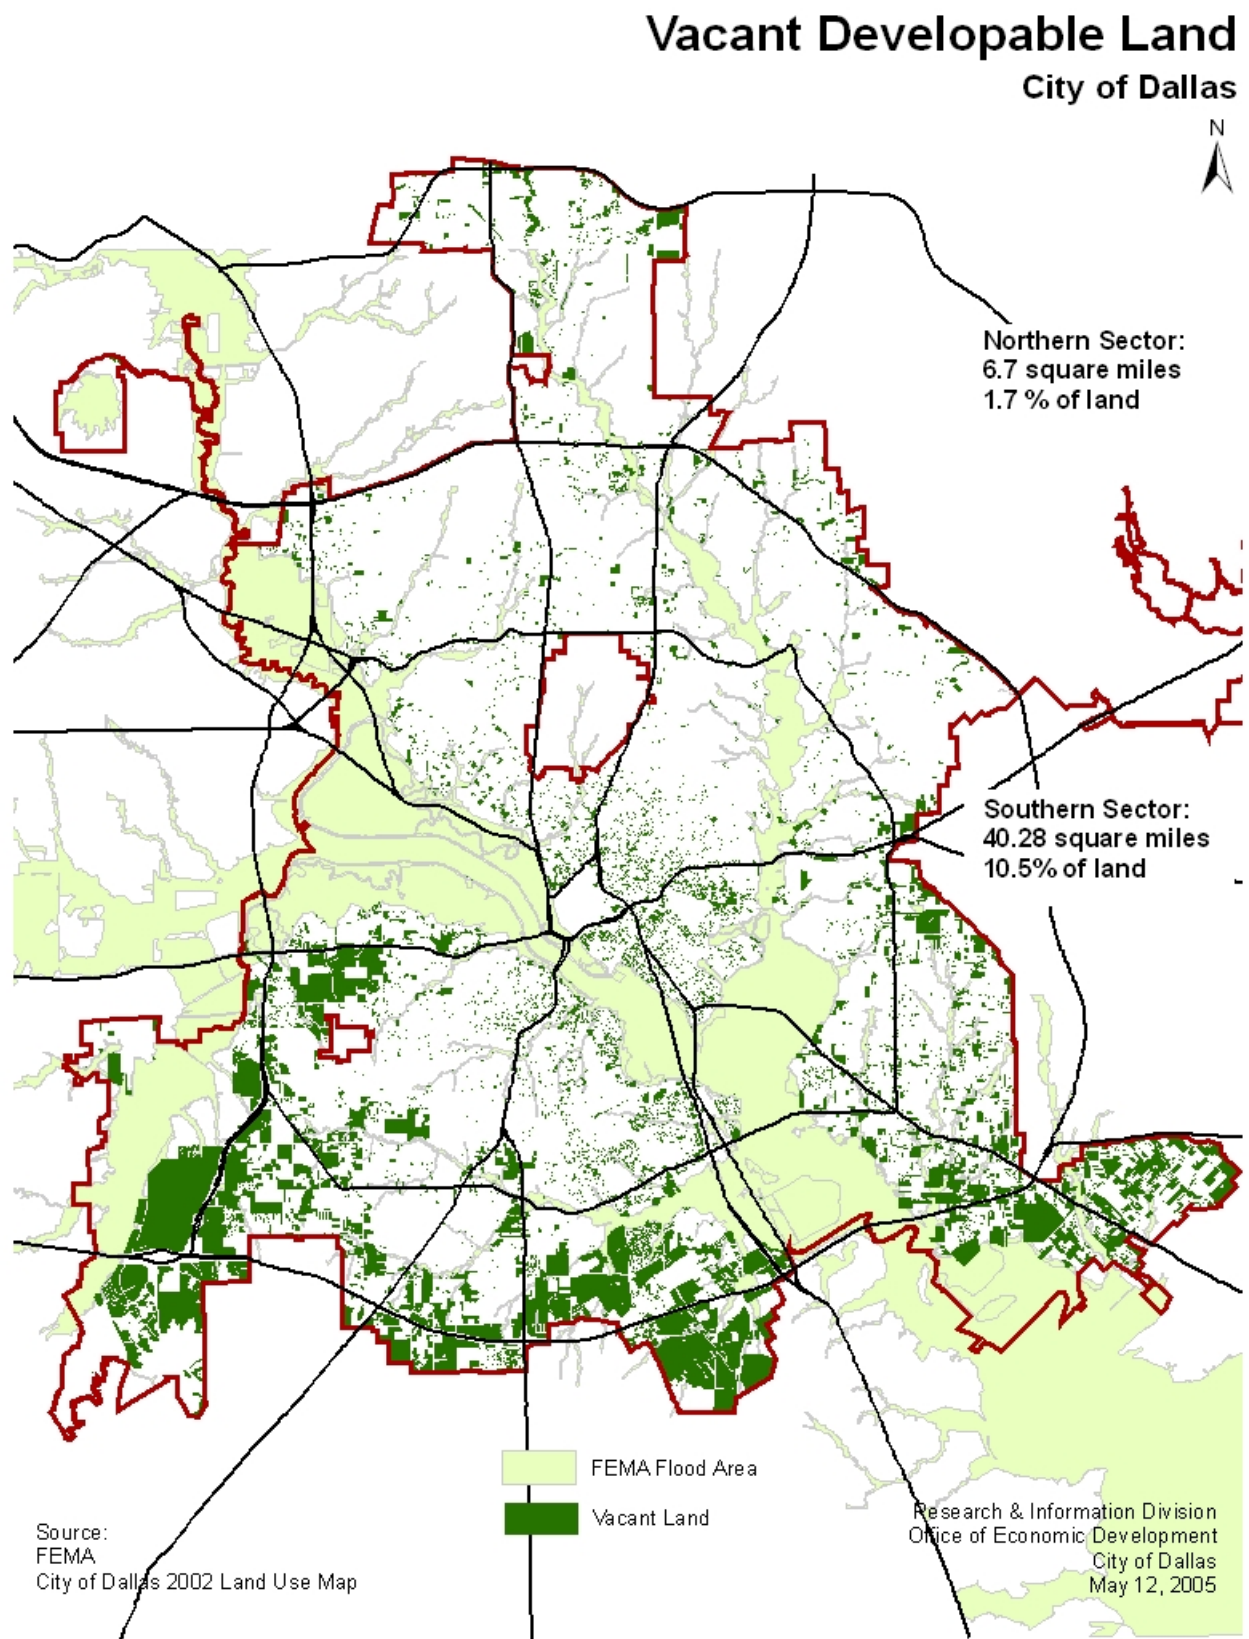 Vacant Developable Land
City of Dallas
N
Northern Sector:
6.7 square miles
1.7 % of land
Southern Sector:
40.28 square miles
10.5% of land
FEMA Flood Area
Vacant Land
Source:
FEMA
City of Dallas 2002 Land Use Map
Research & Information Division
Office of Economic Development
City of Dallas
May 12, 2005